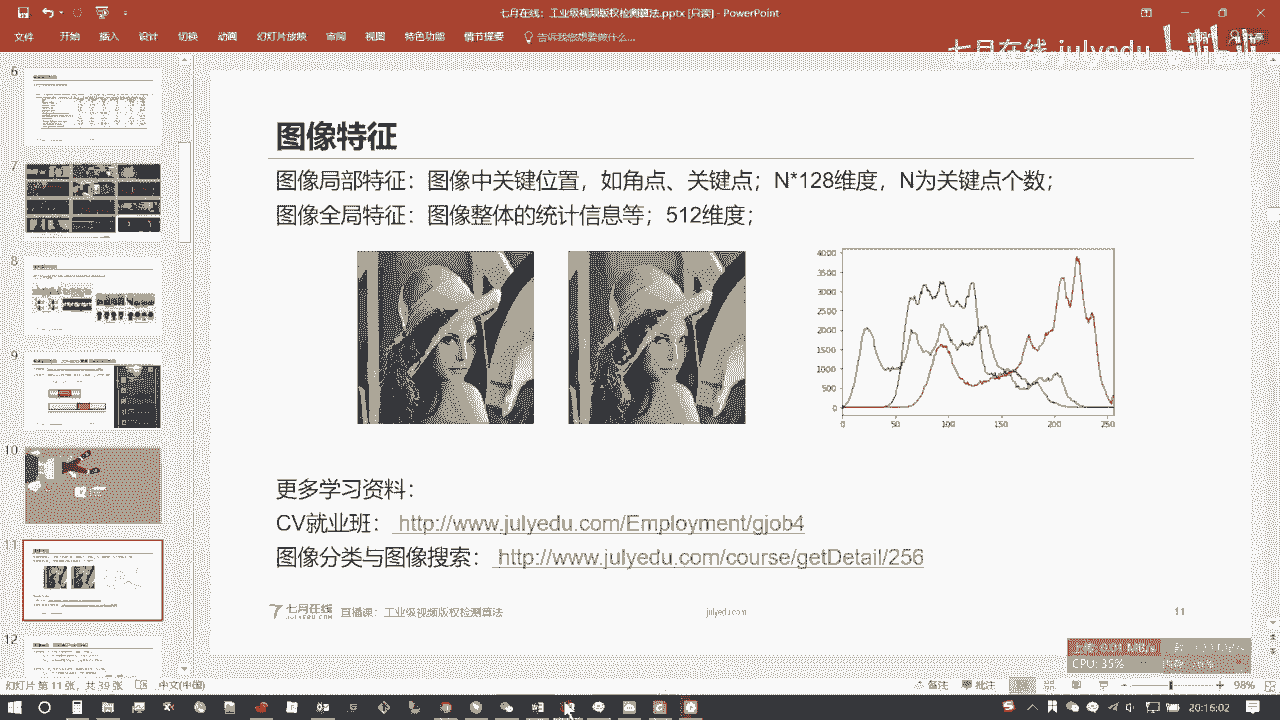 七月在线：工业级视频版权检测算法.pptx [只读] - PowerPoint
文件 开始 插入 设计 切换 动画 幻灯片放映 审阅 视图 特色功能 情节提要 告诉我您想要做什么...
七月在线 julyedu
6
7
8
9
10
11
12
图像特征
图像局部特征：图像中关键位置，如角点、关键点；N*128维度，N为关键点个数；
图像全局特征：图像整体的统计信息等；512维度；
4000
3500
3000
2500
2000
1500
1000
500
0
0 50 100 150 200 250
更多学习资料：
CV就业班： http://www.julyedu.com/Employment/gjob4
图像分类与图像搜索： http://www.julyedu.com/course/getDetail/256
七月在线 直播课：工业级视频版权检测算法 julyedu.com 11
JULYEDU.COM
CPU: 35%
幻灯片 第 11 张，共 39 张 中文(中国) 备注 批注 98%
20:16:02